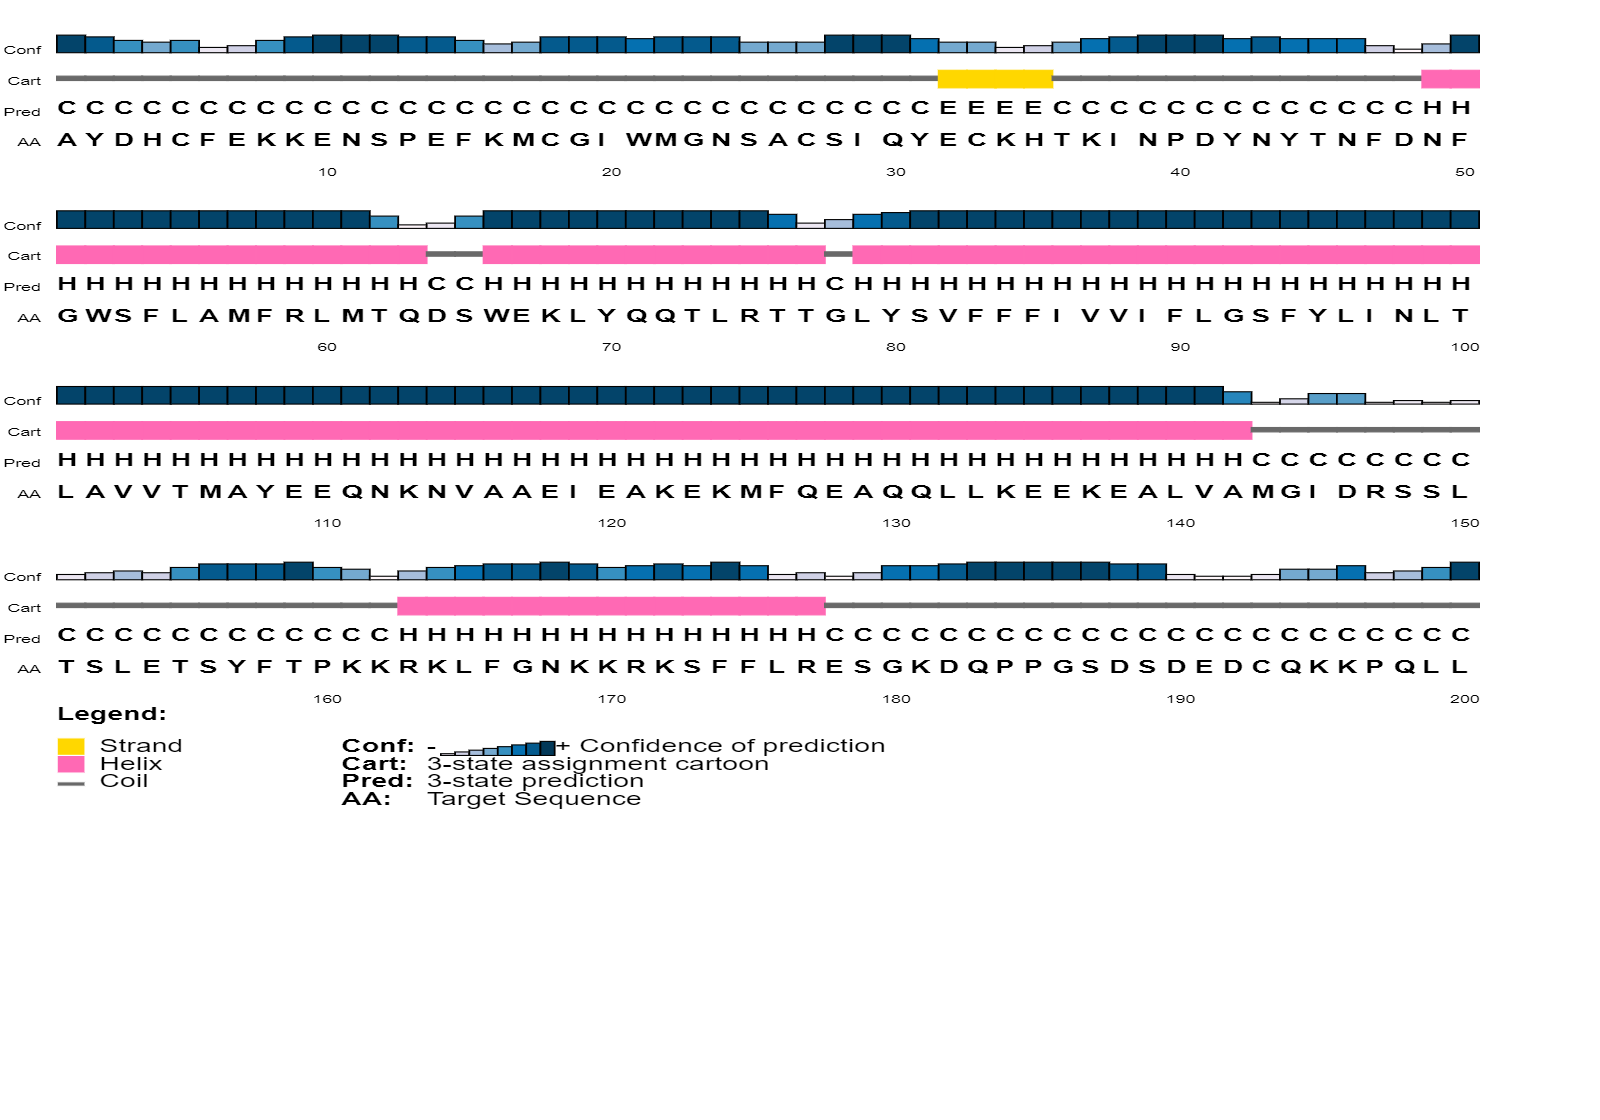 Conf
Cart
Pred C C C C C C C C C C C C C C C C C C C C C C C C C C C C C C C E E E E C C C C C C C C C C C C C H H
AA A Y D H C F E K K E N S P E F K M C G I W M G N S A C S I Q Y E C K H T K I N P D Y N Y T N F D N F
10 20 30 40 50
Conf
Cart
Pred H H H H H H H H H H H H H C C H H H H H H H H H H H H C H H H H H H H H H H H H H H H H H H H H H H
AA G W S F L A M F R L M T Q D S W E K L Y Q Q T L R T T G L Y S V F F F I V V I F L G S F Y L I N L T
60 70 80 90 100
Conf
Cart
Pred H H H H H H H H H H H H H H H H H H H H H H H H H H H H H H H H H H H H H H H H H H C C C C C C C C
AA L A V V T M A Y E E Q N K N V A A E I E A K E K M F Q E A Q Q L L K E E K E A L V A M G I D R S S L
110 120 130 140 150
Conf
Cart
Pred C C C C C C C C C C C C H H H H H H H H H H H H H H H C C C C C C C C C C C C C C C C C C C C C C C
AA T S L E T S Y F T P K K R K L F G N K K R K S F F L R E S G K D Q P P G S D S D E D C Q K K P Q L L
160 170 180 190 200
Legend:
Strand Conf: - + Confidence of prediction
Helix Cart: 3-state assignment cartoon
Coil Pred: 3-state prediction
AA: Target Sequence